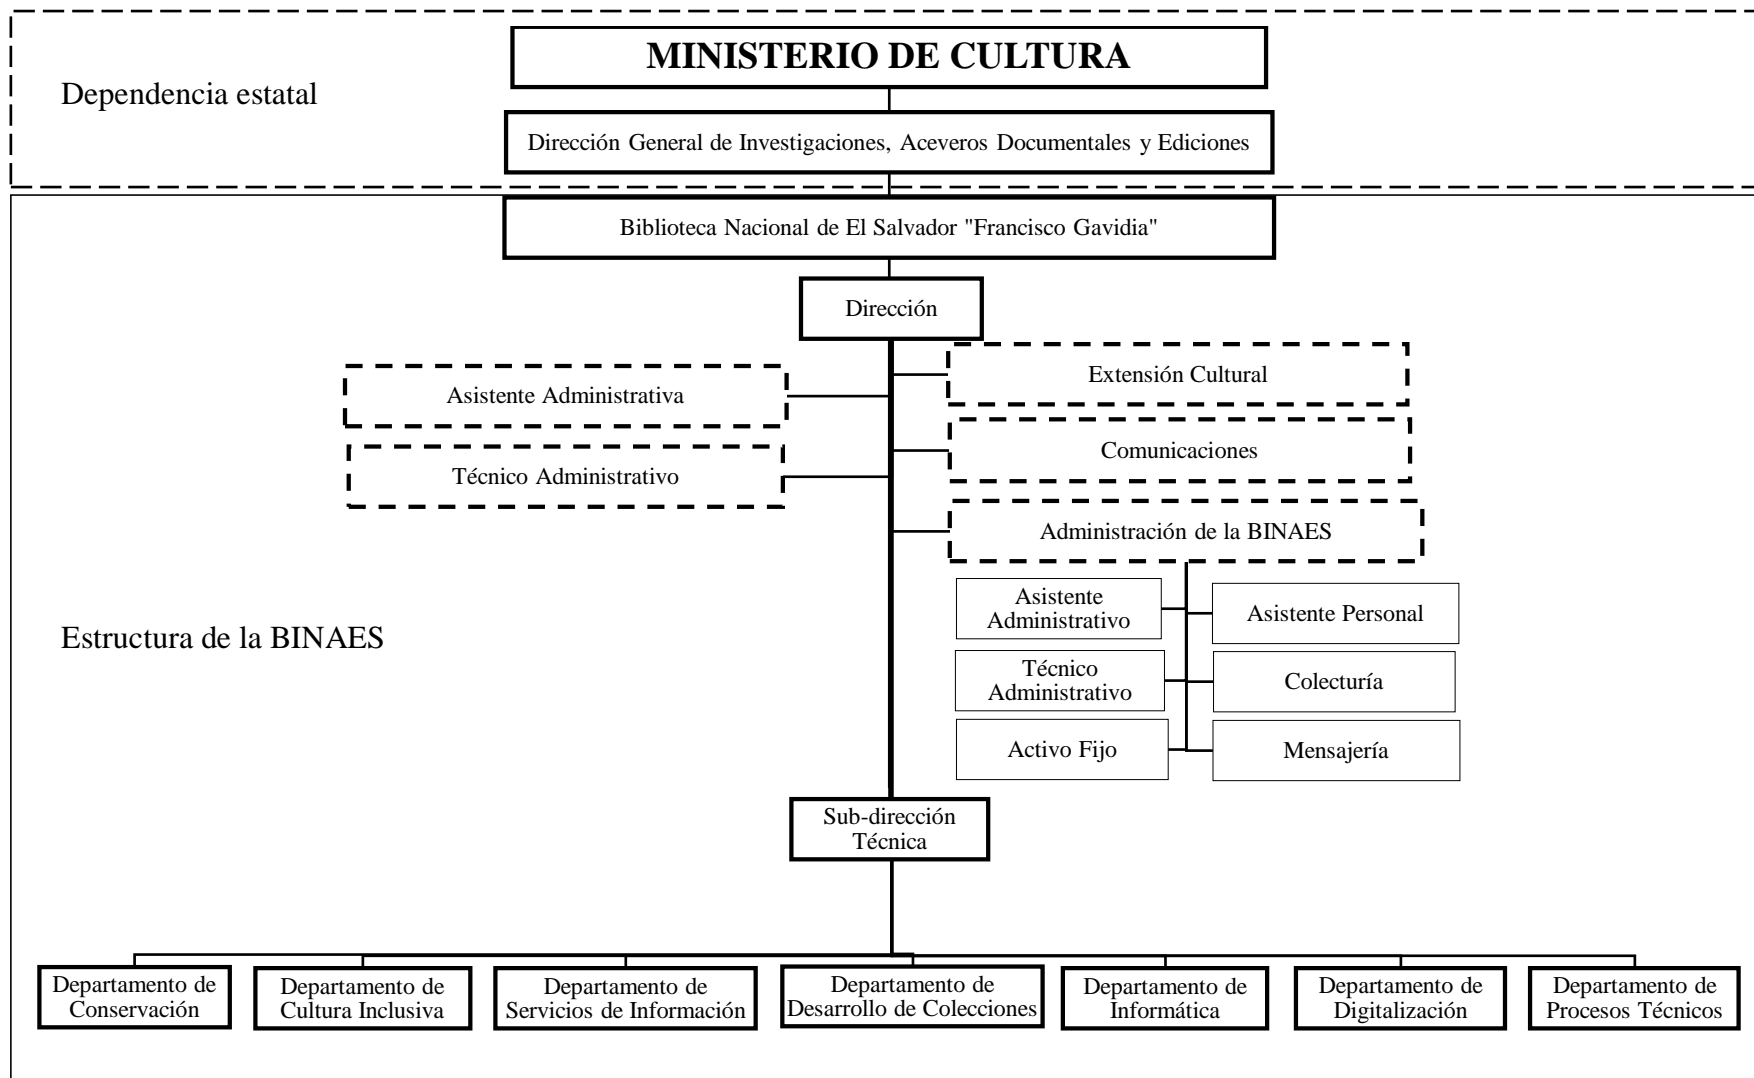 MINISTERIO DE CULTURA
Dependencia estatal
Dirección General de Investigaciones, Aceveros Documentales y Ediciones
Biblioteca Nacional de El Salvador "Francisco Gavidia"
Dirección
Extensión Cultural
Asistente Administrativa
Comunicaciones
Técnico Administrativo
Administración de la BINAES
Asistente
Administrativo
Asistente Personal
Estructura de la BINAES
Técnico
Administrativo
Colecturía
Activo Fijo
Mensajería
Sub-dirección
Técnica
Departamento de
Conservación
Departamento de
Cultura Inclusiva
Departamento de
Servicios de Información
Departamento de
Desarrollo de Colecciones
Departamento de
Informática
Departamento de
Digitalización
Departamento de
Procesos Técnicos